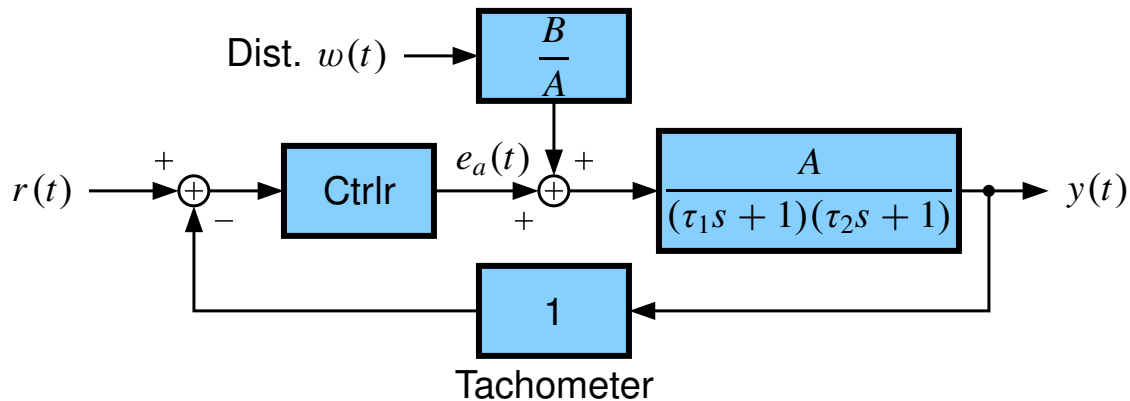 Dist. w(t)
B
A
+
r(t)
+
−
Ctrlr
e_a(t)
+
+
+
A
(τ₁s + 1)(τ₂s + 1)
y(t)
1
Tachometer